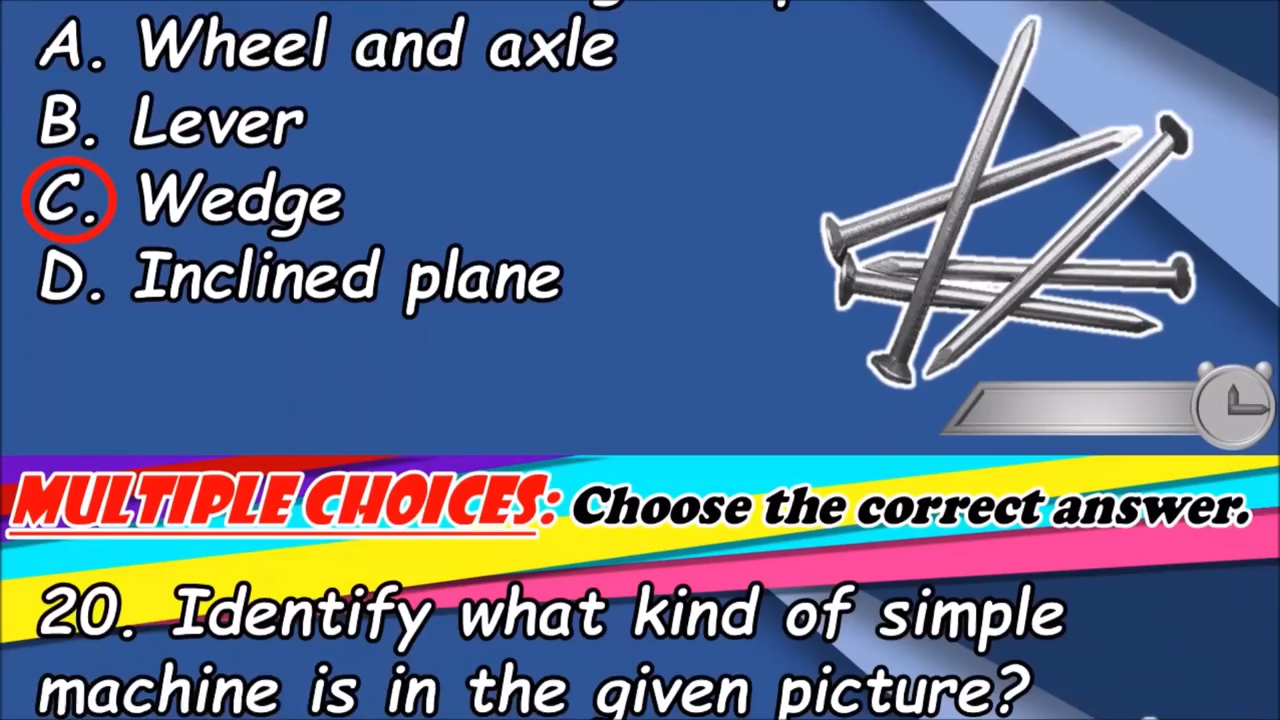 A. Wheel and axle
B. Lever
C. Wedge
D. Inclined plane
MULTIPLE CHOICES: Choose the correct answer.
20. Identify what kind of simple
machine is in the given picture?